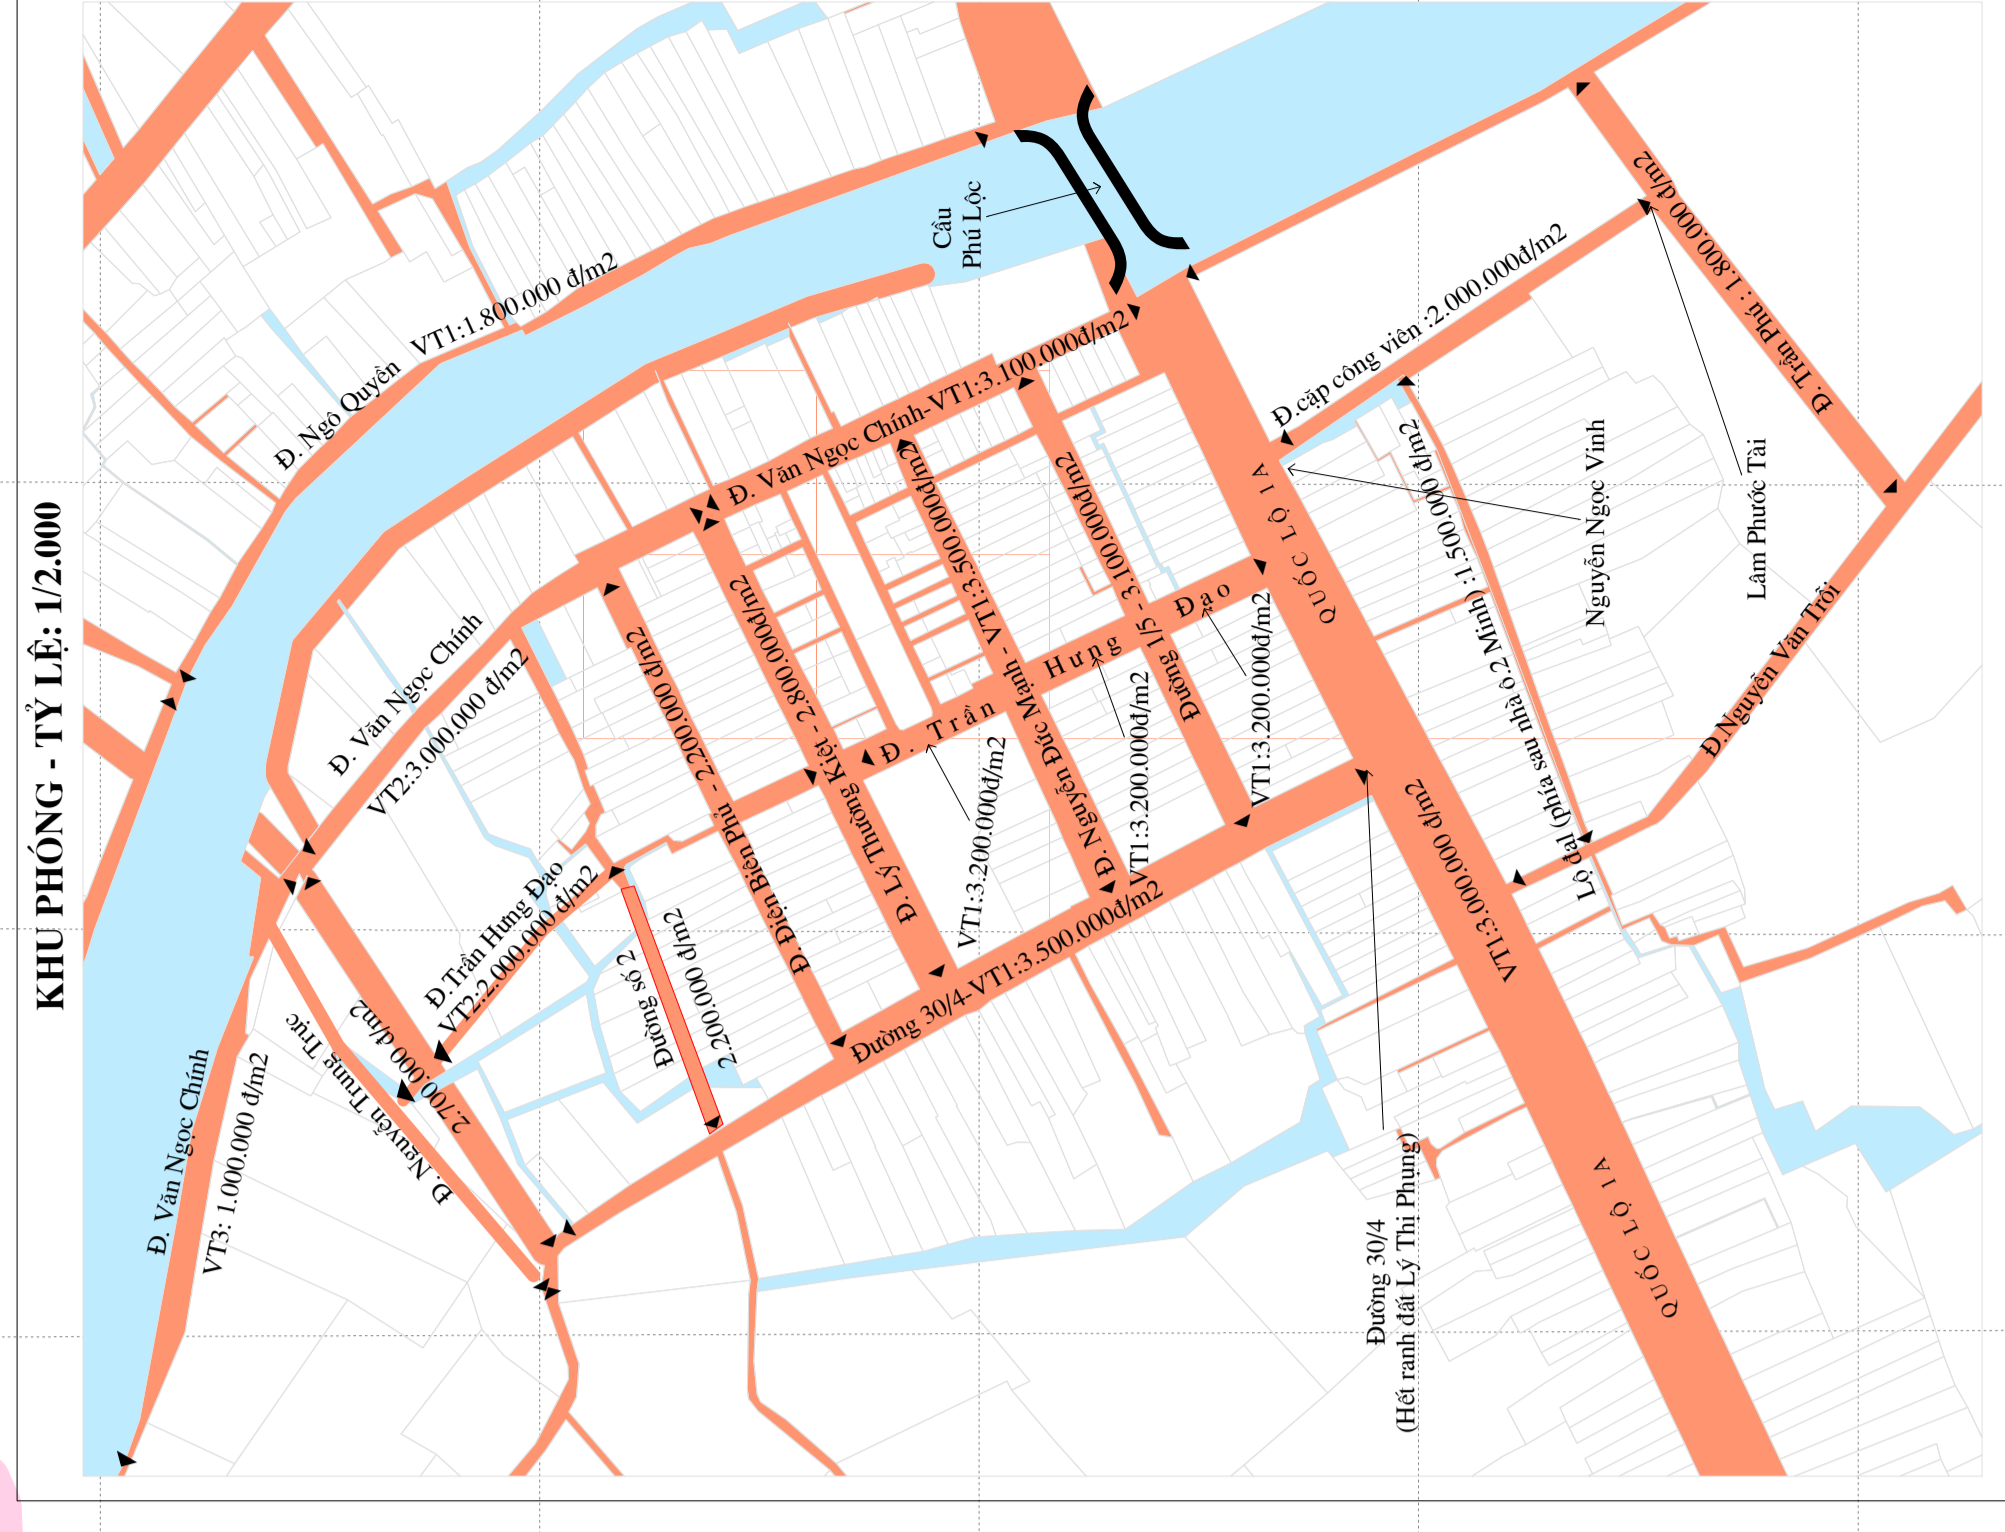 KHU PHÓNG - TỶ LỆ: 1/2.000
Đ. Ngô Quyền
VT1:1.800.000 đ/m2
Cầu
Phú Lộc
Đ. Văn Ngọc Chính-VT1:3.100.000đ/m2
Đ.cặp công viên :2.000.000đ/m2
Đ. Trần Phú : 1.800.000 đ/m2
Lâm Phước Tài
Nguyễn Ngọc Vinh
Đ.Nguyễn Văn Trỗi
Lộ đal (phía sau nhà ô.2 Minh) :1.500.000 đ/m2
QUỐC LỘ 1A
VT1:3.000.000 đ/m2
QUỐC LỘ 1A
Đ. Văn Ngọc Chính
VT2:3.000.000 đ/m2
Đ. Điện Biên Phủ - 2.200.000 đ/m2
Đ. Lý Thường Kiệt - 2.800.000đ/m2
Đ. Nguyễn Đức Mạnh - VT1:3.500.000đ/m2
Đường 1/5 - 3.100.000đ/m2
Đ. Trần Hưng Đạo
VT1:3.200.000đ/m2
VT1:3.200.000đ/m2
VT1:3.200.000đ/m2
Đ.Trần Hưng Đạo
VT2:2.000.000 đ/m2
Đường số 2
2.200.000 đ/m2
Đường 30/4-VT1:3.500.000đ/m2
2.700.000 đ/m2
Đ. Nguyễn Trung Trực
Đ. Văn Ngọc Chính
VT3: 1.000.000 đ/m2
Đường 30/4
(Hết ranh đất Lý Thị Phụng)